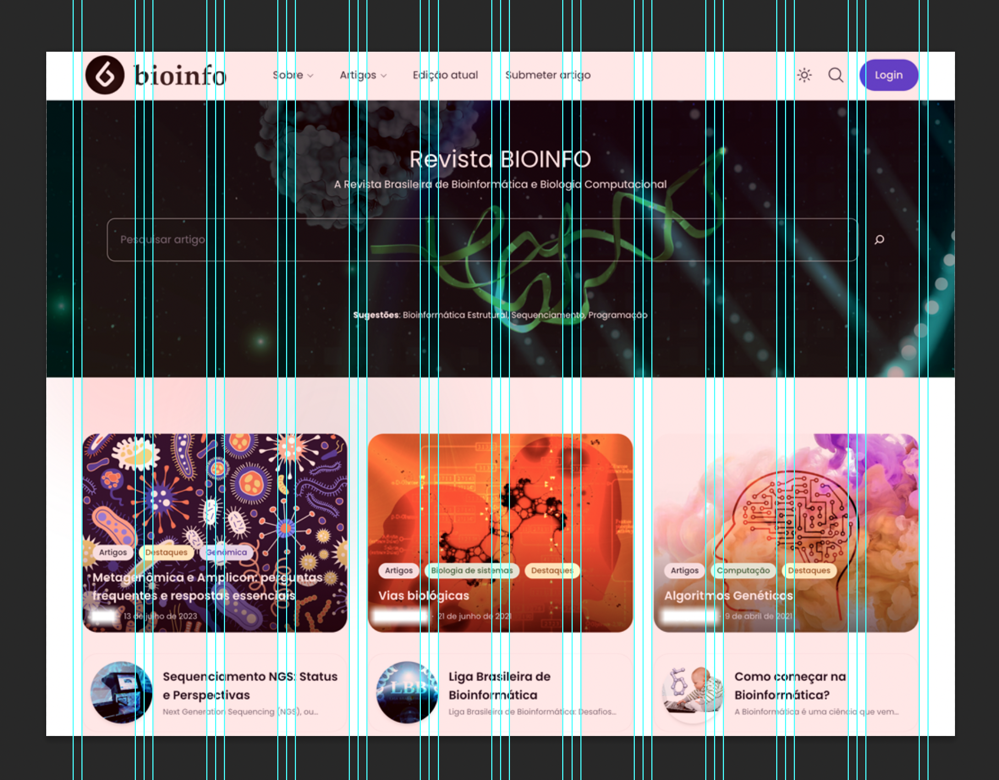 bioinfo
Sobre
Artigos
Edição atual
Submeter artigo
Login
Revista BIOINFO
A Revista Brasileira de Bioinformática e Biologia Computacional
Pesquisar artigo
Sugestões: Bioinformática Estrutural, Sequenciamento, Programação
Artigos Destaques Genômica
Metagenômica e Amplicon: perguntas
frequentes e respostas essenciais
13 de julho de 2023
Artigos Biologia de sistemas Destaques
Vias biológicas
· 21 de junho de 2021
Artigos Computação Destaques
Algoritmos Genéticos
· 9 de abril de 2021
Sequenciamento NGS: Status
e Perspectivas
Next Generation Sequencing (NGS), ou...
LBB
Liga Brasileira de
Bioinformática
Liga Brasileira de Bioinformática: Desafios...
Como começar na
Bioinformática?
A Bioinformática é uma ciência que vem...